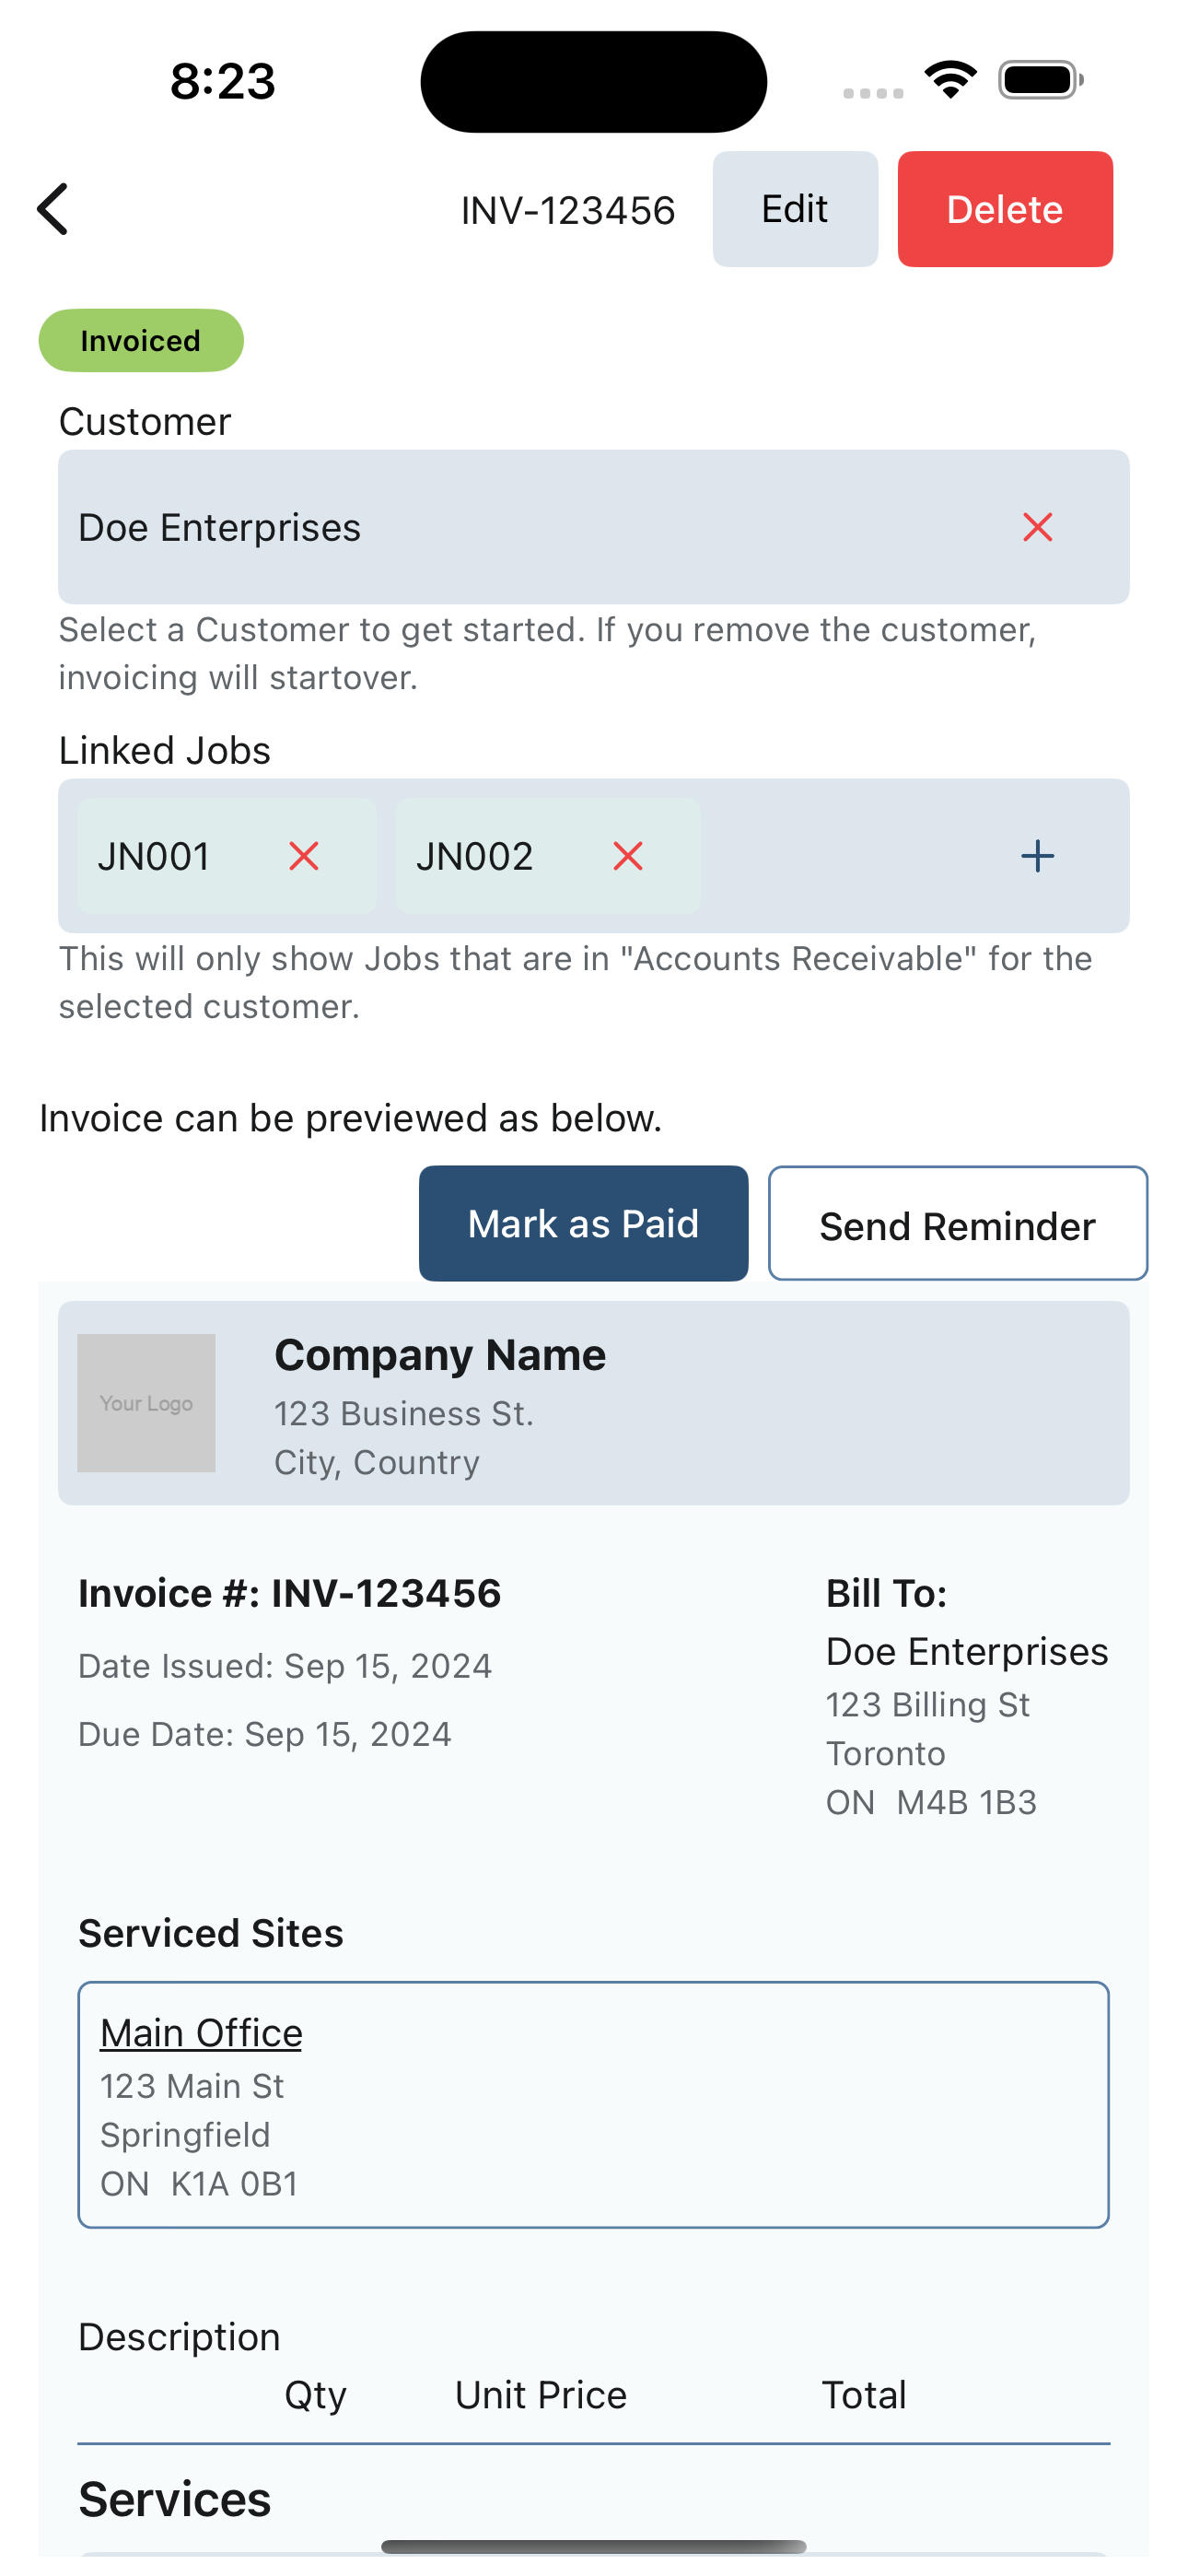 8:23
INV-123456
Edit
Delete
Invoiced
Customer
Doe Enterprises
Select a Customer to get started. If you remove the customer,
invoicing will startover.
Linked Jobs
JN001
JN002
This will only show Jobs that are in "Accounts Receivable" for the
selected customer.
Invoice can be previewed as below.
Mark as Paid
Send Reminder
Your Logo
Company Name
123 Business St.
City, Country
Invoice #: INV-123456
Date Issued: Sep 15, 2024
Due Date: Sep 15, 2024
Bill To:
Doe Enterprises
123 Billing St
Toronto
ON  M4B 1B3
Serviced Sites
Main Office
123 Main St
Springfield
ON  K1A 0B1
Description
Qty
Unit Price
Total
Services